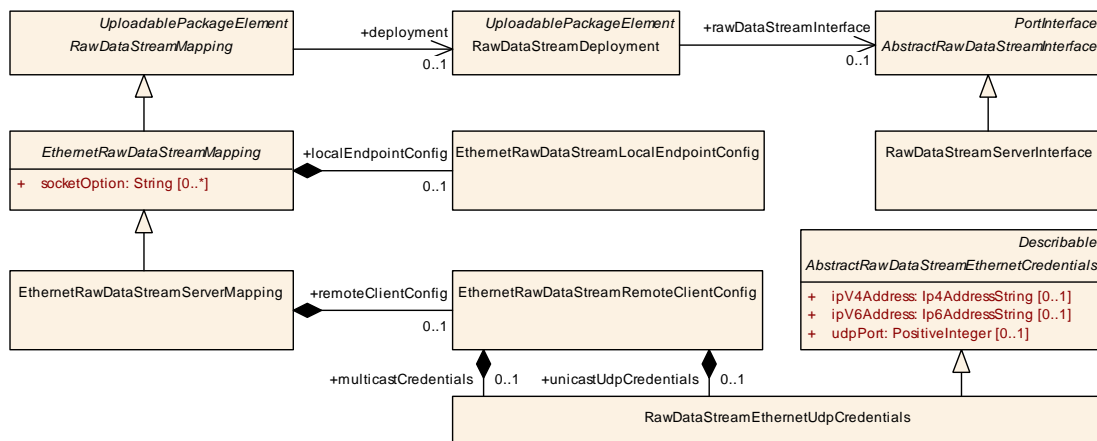 UploadablePackageElement
RawDataStreamMapping
+deployment
0..1
UploadablePackageElement
RawDataStreamDeployment
+rawDataStreamInterface
0..1
PortInterface
AbstractRawDataStreamInterface
EthernetRawDataStreamMapping
+ socketOption: String [0..*]
+localEndpointConfig
0..1
EthernetRawDataStreamLocalEndpointConfig
RawDataStreamServerInterface
EthernetRawDataStreamServerMapping
+remoteClientConfig
0..1
EthernetRawDataStreamRemoteClientConfig
Describable
AbstractRawDataStreamEthernetCredentials
+ ipV4Address: Ip4AddressString [0..1]
+ ipV6Address: Ip6AddressString [0..1]
+ udpPort: PositiveInteger [0..1]
+multicastCredentials
0..1
+unicastUdpCredentials
0..1
RawDataStreamEthernetUdpCredentials